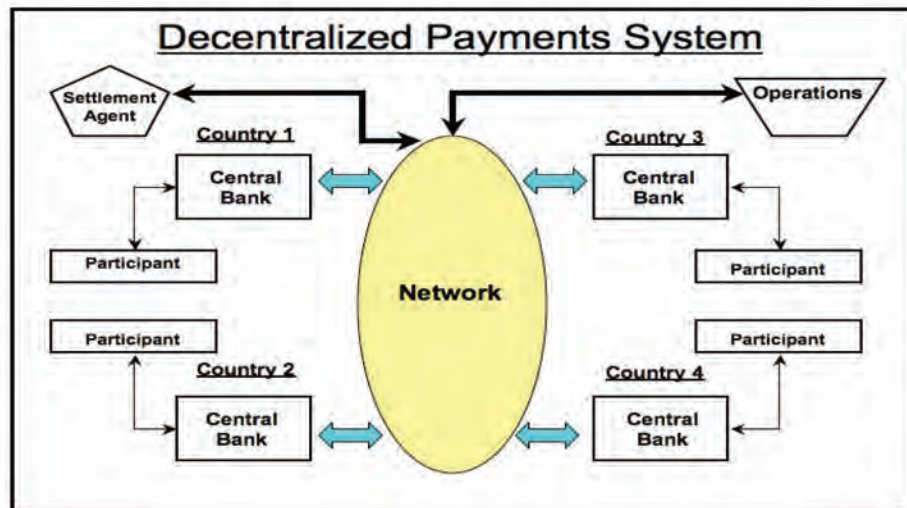 Decentralized Payments System
Settlement
Agent
Operations
Country 1
Country 3
Central
Bank
Central
Bank
Participant
Participant
Network
Participant
Participant
Country 2
Country 4
Central
Bank
Central
Bank